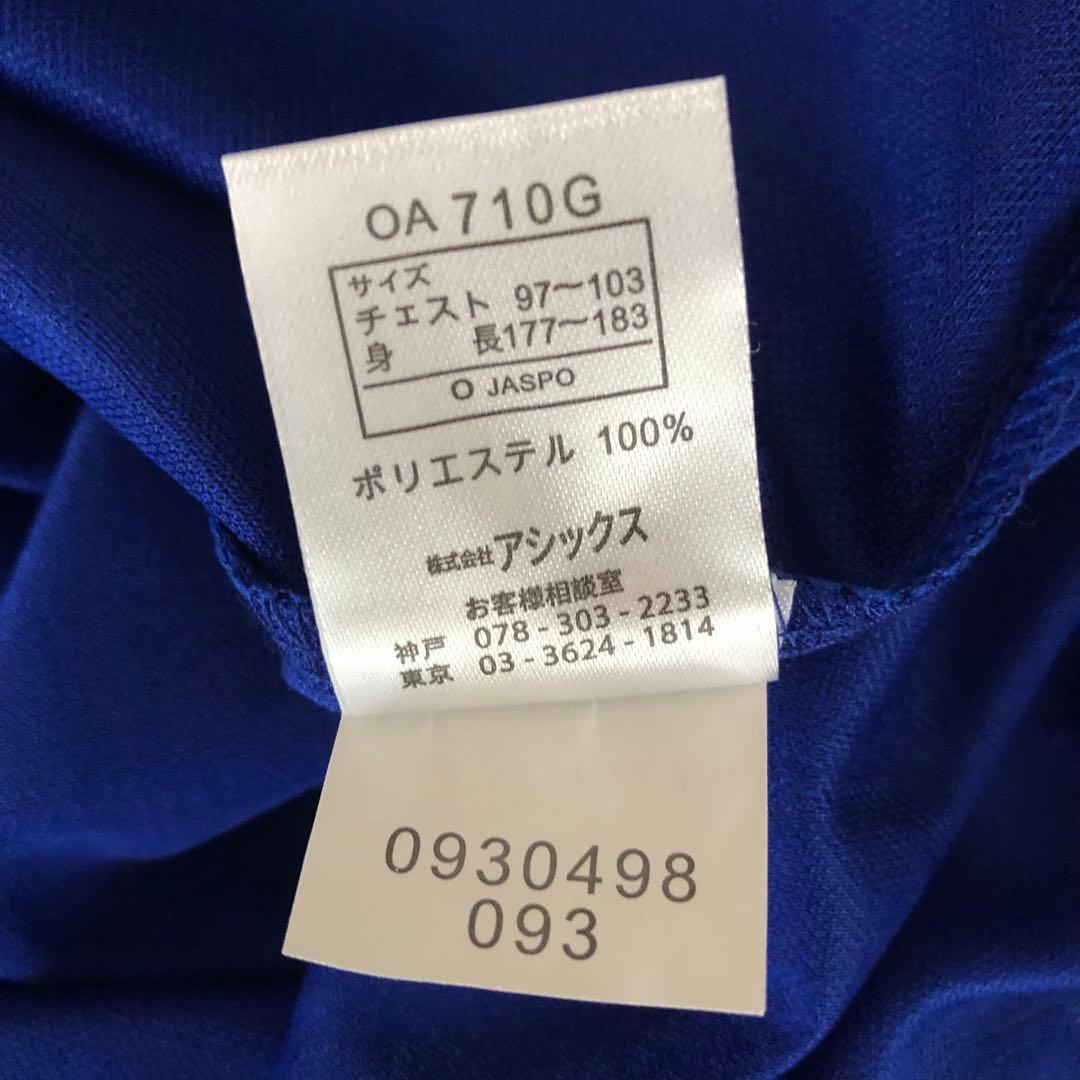 OA 710G
サイズ
チェスト 97～103
身 長177～183
O JASPO
ポリエステル 100%
株式会社アシックス
お客様相談室
神戸 078 - 303 - 2233
東京 03 - 3624 - 1814
0930498
093